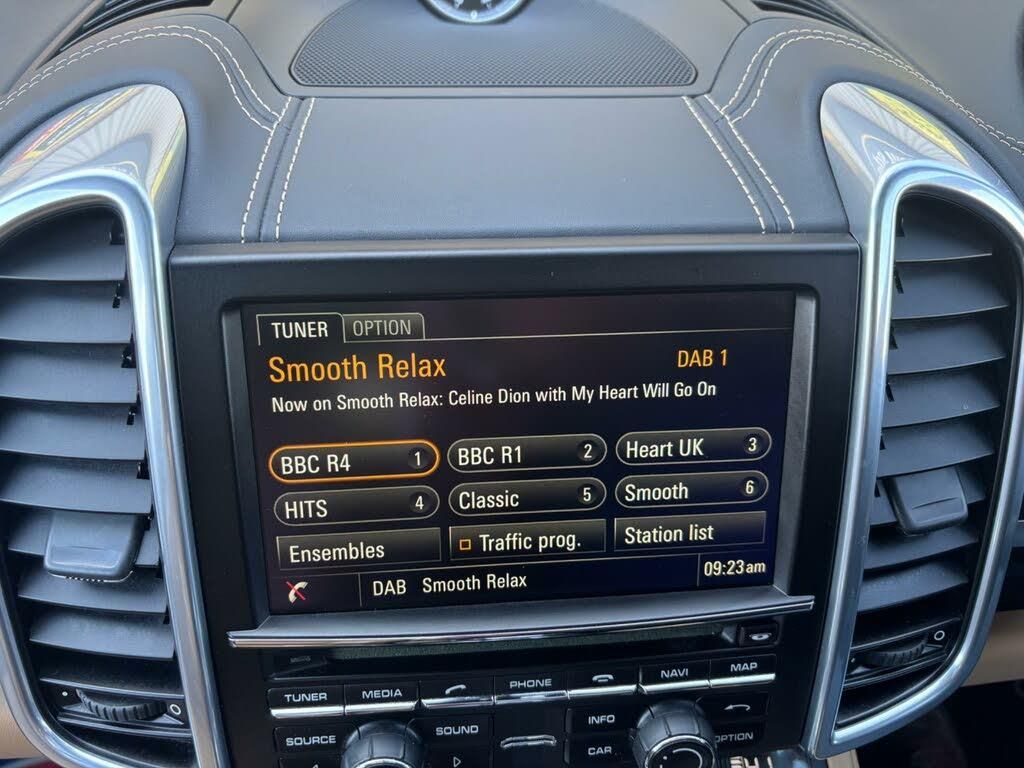 TUNER OPTION
Smooth Relax DAB 1
Now on Smooth Relax: Celine Dion with My Heart Will Go On
BBC R4 1 BBC R1 2 Heart UK 3
HITS 4 Classic 5 Smooth 6
Ensembles Traffic prog. Station list
DAB Smooth Relax 09:23 am
TUNER MEDIA PHONE NAVI MAP
SOURCE SOUND INFO OPTION
CAR